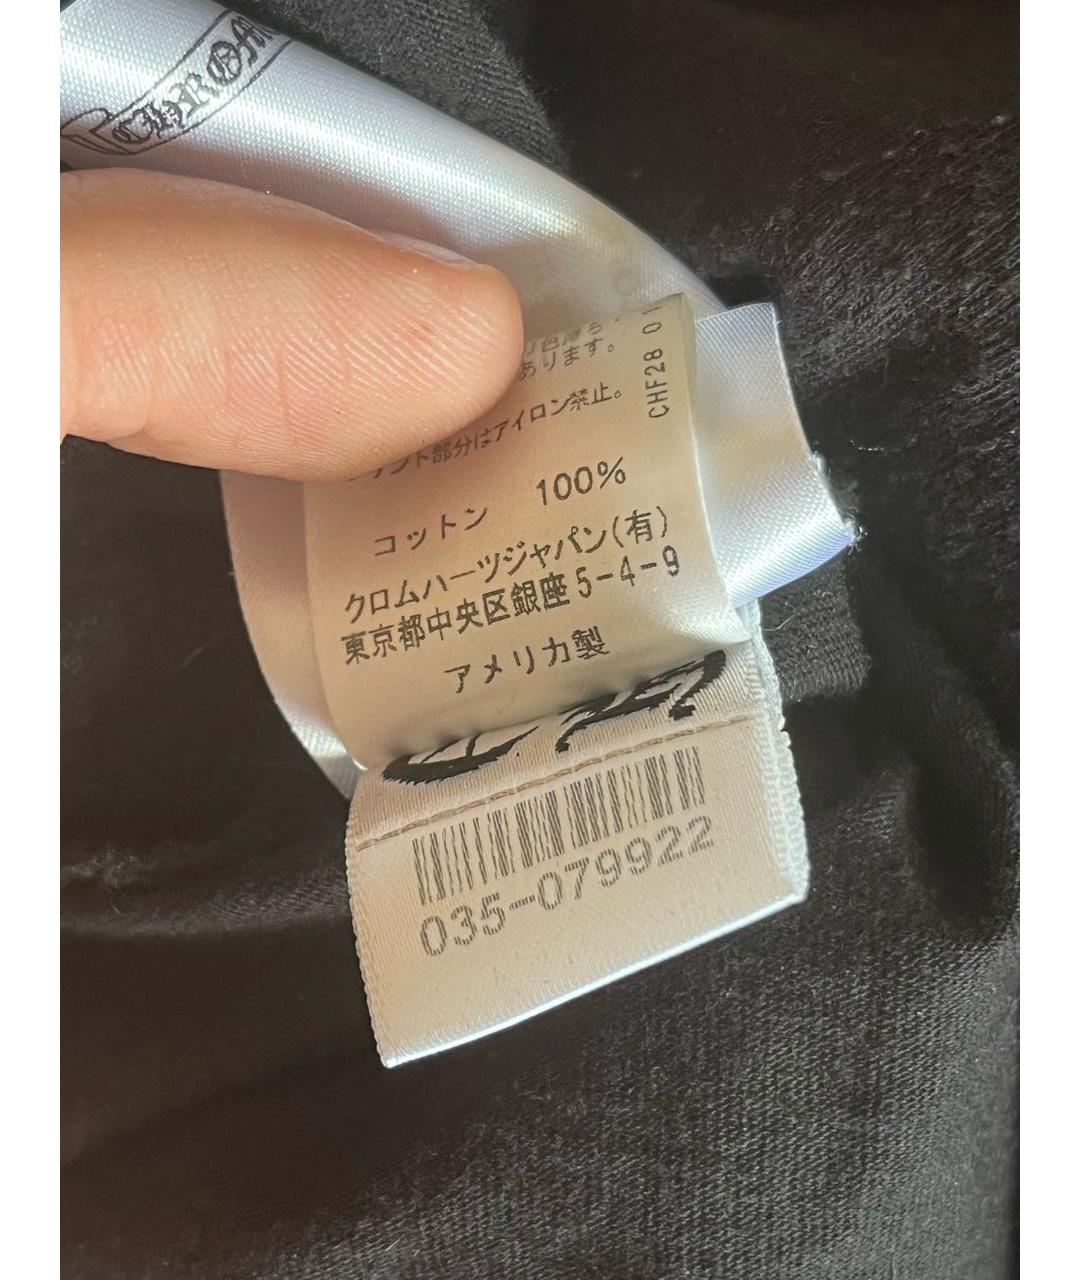 CHROM
あります。
ント部分はアイロン禁止。
CHF28 0
コットン 100%
クロムハーツジャパン(有)
東京都中央区銀座5-4-9
アメリカ製
035-079922